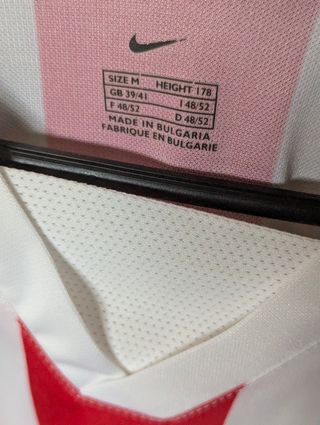 SIZE M HEIGHT 178
GB 39/41 I 48/52
F 48/52 D 48/52
MADE IN BULGARIA
FABRIQUE EN BULGARIE